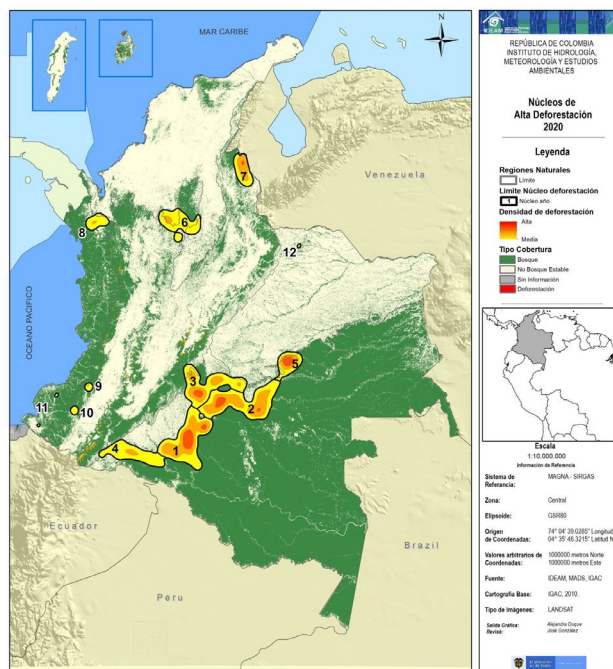 MAR CARIBE
N
Venezuela
7
6
8
12
OCEANO PACIFICO
5
3
9
2
11
10
4
1
Ecuador
Brazil
Peru
IDEAM
REPÚBLICA DE COLOMBIA
INSTITUTO DE HIDROLOGÍA,
METEOROLOGÍA Y ESTUDIOS
AMBIENTALES
Núcleos de
Alta Deforestación
2020
Leyenda
Regiones Naturales
Límite
Limite Núcleo deforestación
1 Núcleo año
Densidad de deforestación
Alta
Media
Tipo Cobertura
Bosque
No Bosque Estable
Sin Información
Deforestación
Escala
1:10.000.000
Información de Referencia
Sistema de Referencia: MAGNA - SIRGAS
Zona: Central
Elipsoide: GSR80
Origen de Coordenadas: 74° 04' 39.0285" Longitud
04° 35' 46.3215" Latitud N
Valores arbitrarios de Coordenadas: 1000000 metros Norte
1000000 metros Este
Fuente: IDEAM, MADS, IGAC
Cartografía Base: IGAC, 2010.
Tipo de Imágenes: LANDSAT
Salida Gráfica: Alejandra Duque
Revisó: José González